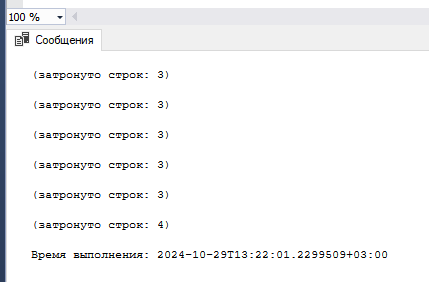 100 %
Сообщения
(затронуто строк: 3)
(затронуто строк: 3)
(затронуто строк: 3)
(затронуто строк: 3)
(затронуто строк: 3)
(затронуто строк: 4)
Время выполнения: 2024-10-29T13:22:01.2299509+03:00